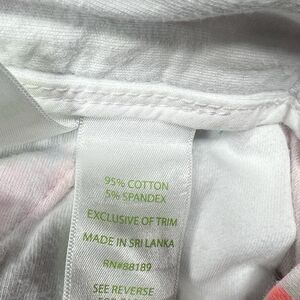 95% COTTON
5% SPANDEX
EXCLUSIVE OF TRIM
MADE IN SRI LANKA
RN#88189
SEE REVERSE